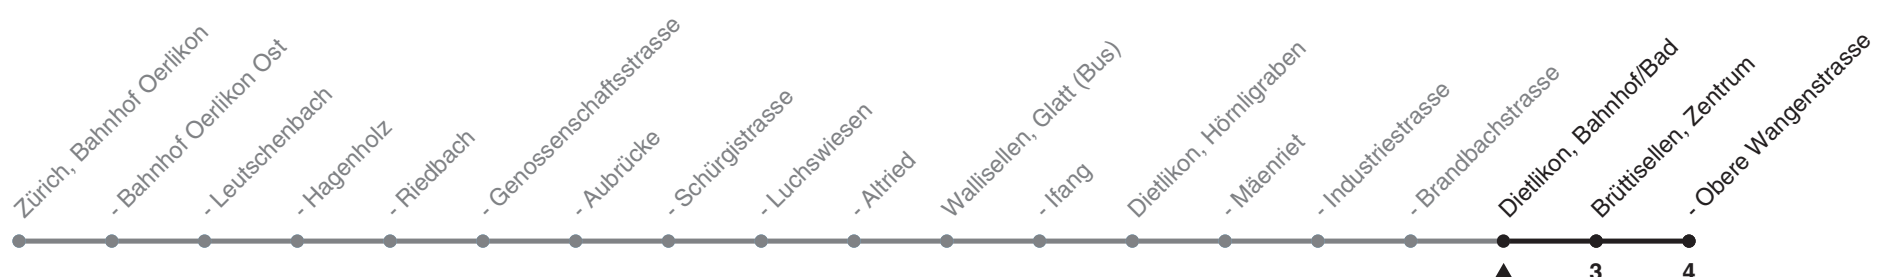 Zürich, Bahnhof Oerlikon
- Bahnhof Oerlikon Ost
- Leutschenbach
- Hagenholz
- Riedbach
- Genossenschaftsstrasse
- Aubrücke
- Schürgistrasse
- Luchswiesen
- Altried
Wallisellen, Glatt (Bus)
- Ifang
Dietlikon, Hörnligraben
- Mäenriet
- Industriestrasse
- Brandbachstrasse
Dietlikon, Bahnhof/Bad
Brüttisellen, Zentrum
- Obere Wangenstrasse
3
4